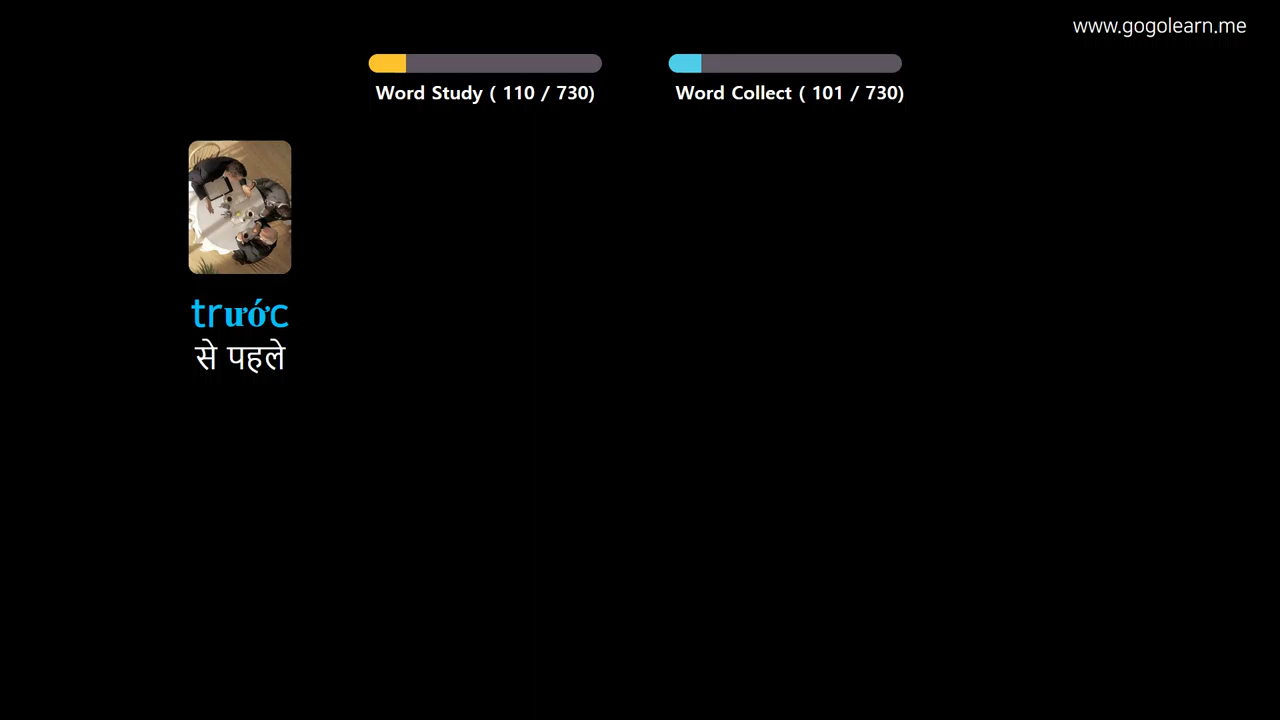 www.gogolearn.me
Word Study ( 110 / 730)
Word Collect ( 101 / 730)
trước
से पहले